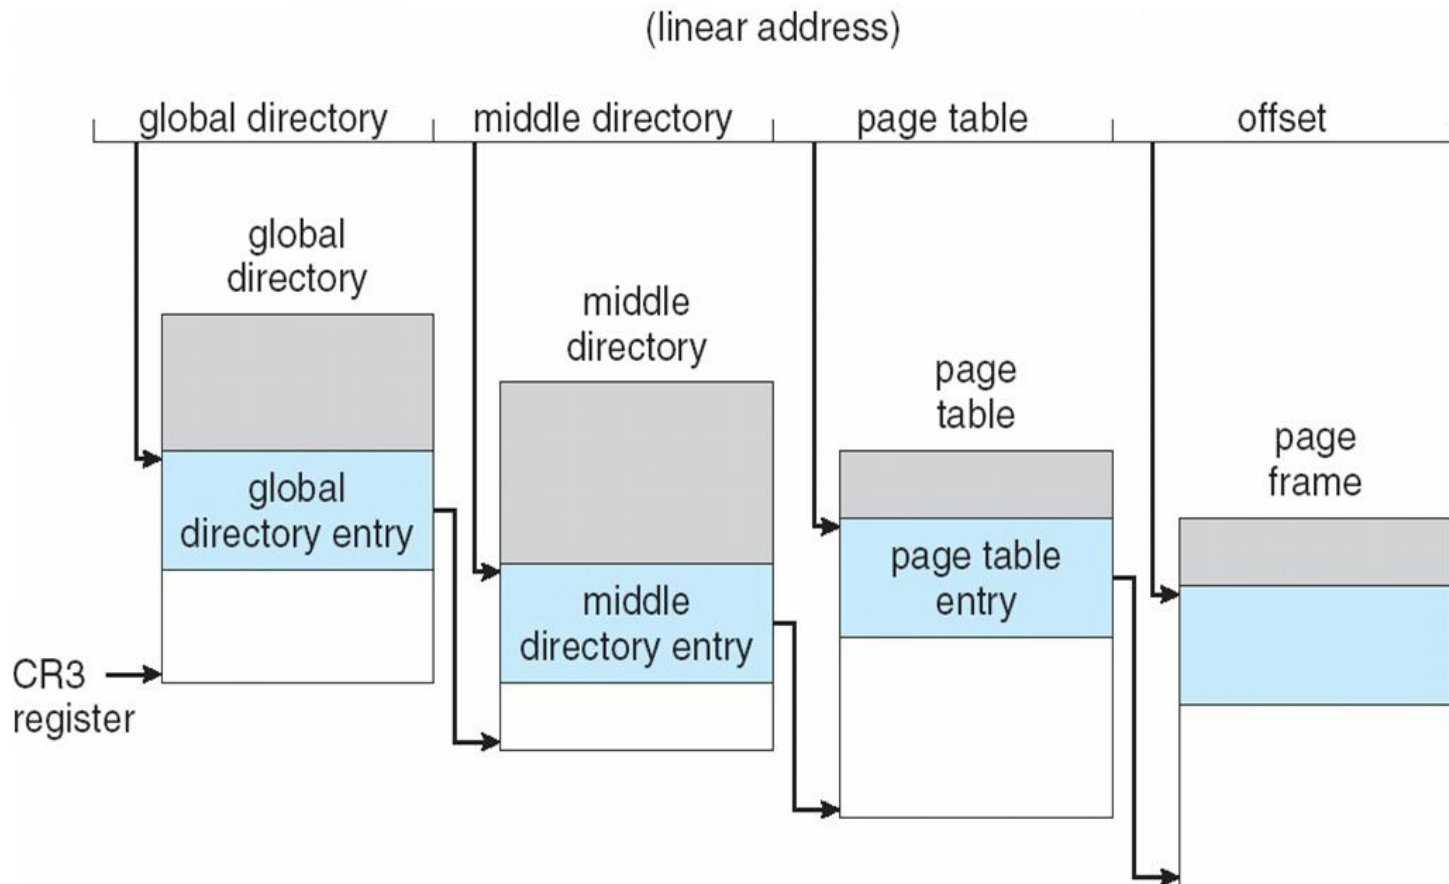 (linear address)
global directory
middle directory
page table
offset
global
directory
middle
directory
page
table
page
frame
global
directory entry
middle
directory entry
page table
entry
CR3
register